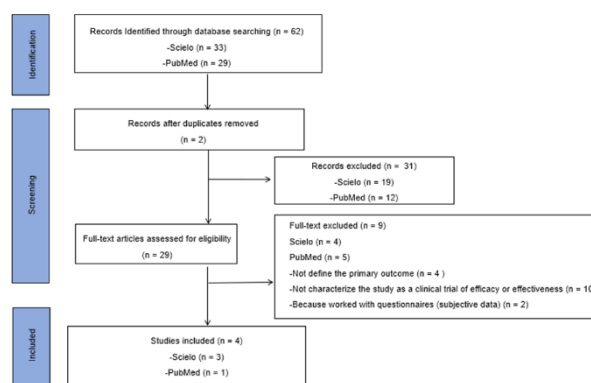 Identification
Records Identified through database searching (n = 62)
-Scielo (n = 33)
-PubMed (n = 29)
Screening
Records after duplicates removed
(n = 2)
Records excluded (n = 31)
-Scielo (n = 19)
-PubMed (n = 12)
Full-text articles assessed for eligibility
(n = 29)
Full-text excluded (n = 9)
Scielo (n = 4)
PubMed (n = 5)
-Not define the primary outcome (n = 4 )
-Not characterize the study as a clinical trial of efficacy or effectiveness (n = 10
-Because worked with questionnaires (subjective data) (n = 2)
Included
Studies included (n = 4)
-Scielo (n = 3)
-PubMed (n = 1)